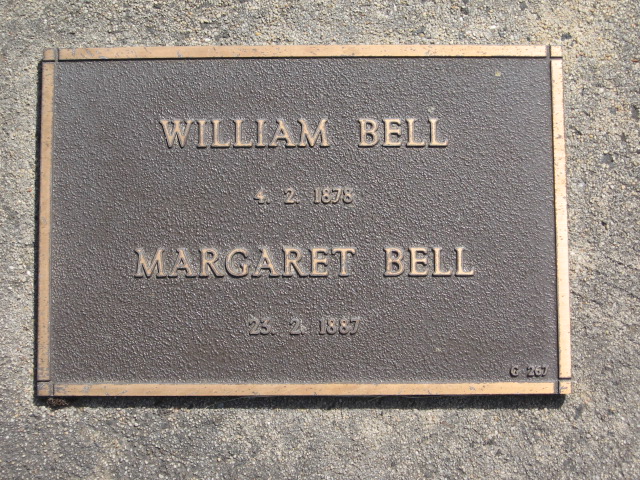 WILLIAM BELL
4. 2. 1878
MARGARET BELL
23. 2. 1887
G 267